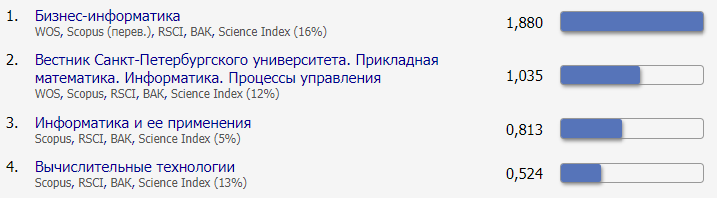 1. Бизнес-информатика 1,880
WOS, Scopus (перев.), RSCI, ВАК, Science Index (16%)
2. Вестник Санкт-Петербургского университета. Прикладная 1,035
математика. Информатика. Процессы управления
WOS, Scopus, RSCI, ВАК, Science Index (12%)
3. Информатика и ее применения 0,813
Scopus, RSCI, ВАК, Science Index (5%)
4. Вычислительные технологии 0,524
Scopus, RSCI, ВАК, Science Index (13%)